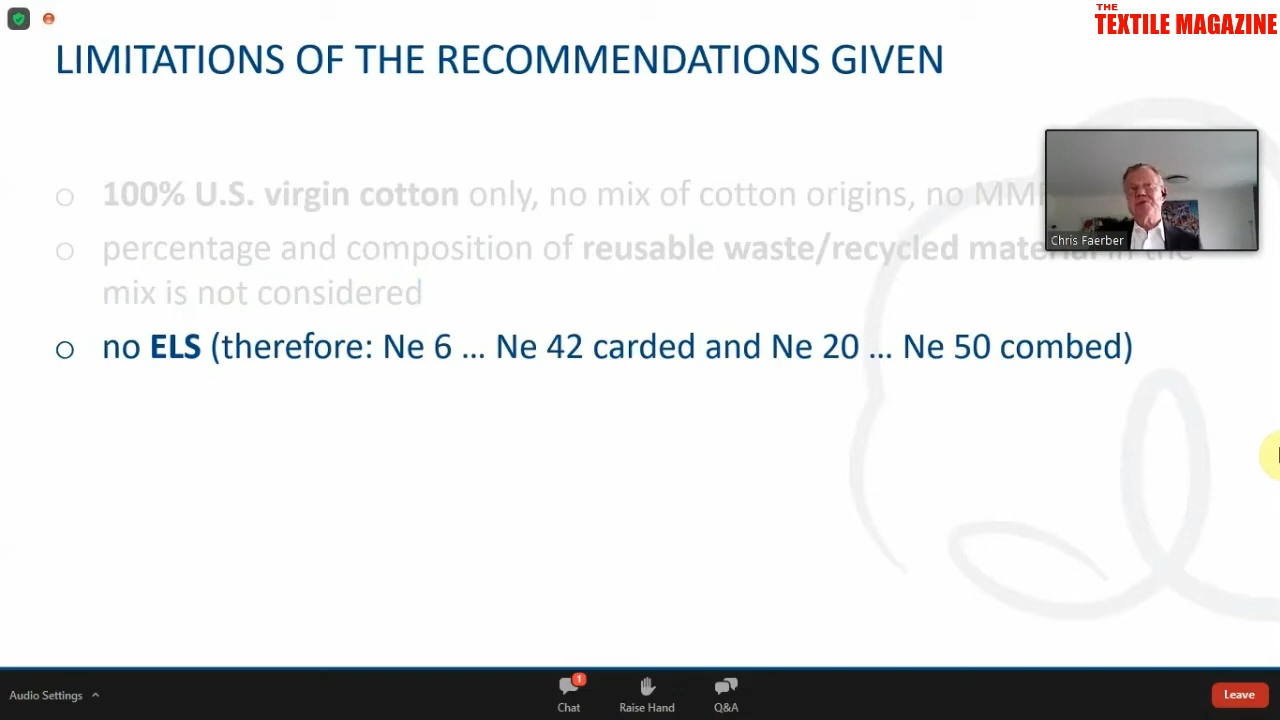 THE
TEXTILE MAGAZINE
LIMITATIONS OF THE RECOMMENDATIONS GIVEN
o 100% U.S. virgin cotton only, no mix of cotton origins, no
o percentage and composition of reusable waste/recycled material in the
mix is not considered
o no ELS (therefore: Ne 6 ... Ne 42 carded and Ne 20 ... Ne 50 combed)
Chris Faerber
Audio Settings
1
Chat
Raise Hand
Q&A
Leave